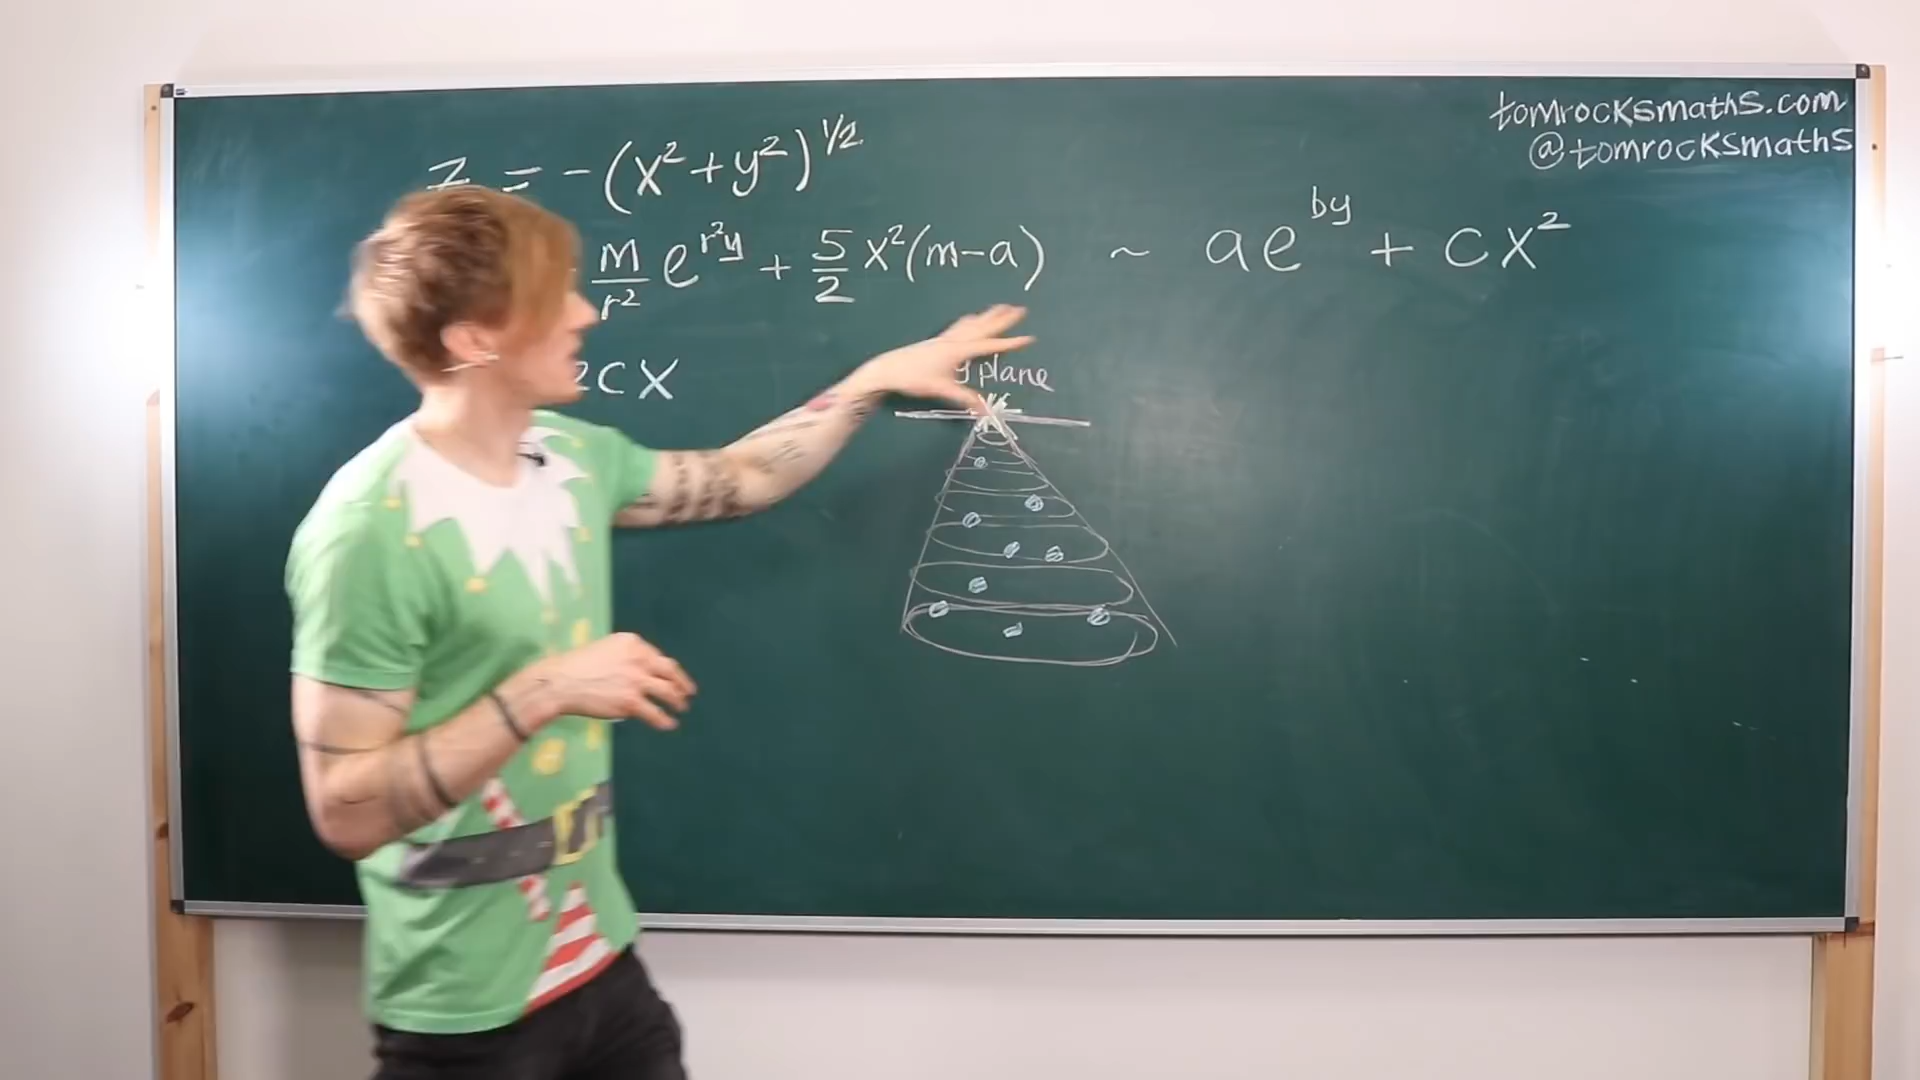 z = -(x²+y²)^1/2
tomrocksmaths.com
@tomrocksmaths
m/r² e^r²y + 5/2 x²(m-a) ~ ae^by + cx²
2cx
y plane